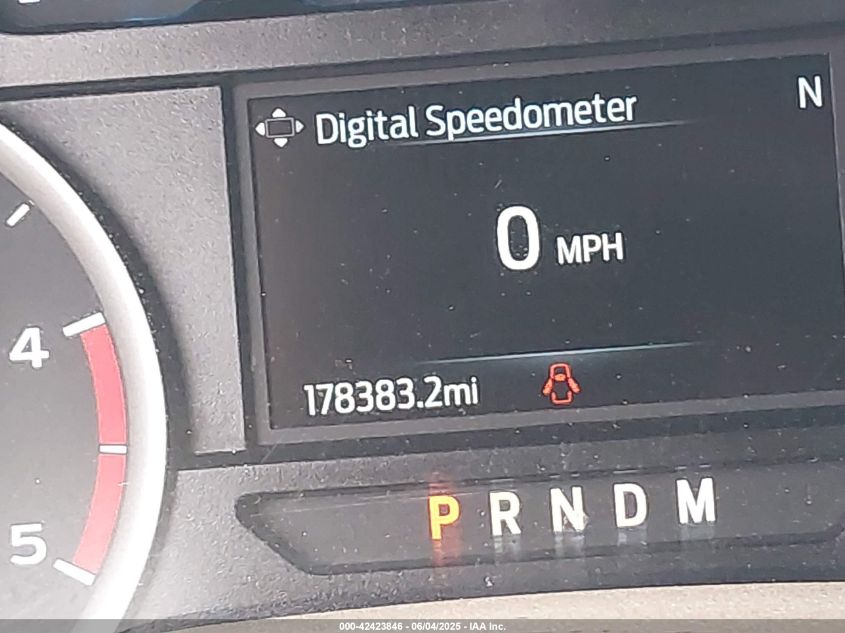 Digital Speedometer N
0 MPH
4
178383.2mi
P R N D M
5
000-42423846 - 06/04/2025 - IAA Inc.